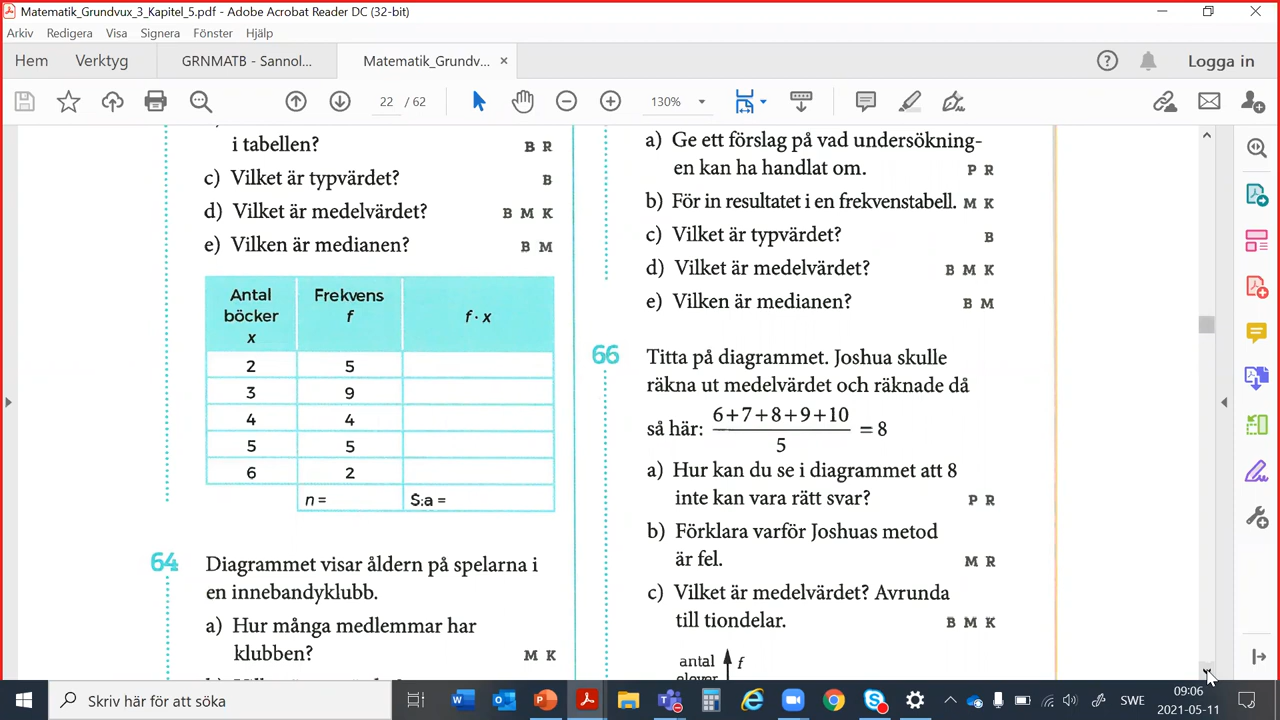 Matematik_Grundvux_3_Kapitel_5.pdf - Adobe Acrobat Reader DC (32-bit)
Arkiv Redigera Visa Signera Fönster Hjälp
Hem Verktyg GRNMATB - Sannol... Matematik_Grundv... × Logga in
22 / 62 130%
i tabellen? B R
c) Vilket är typvärdet? B
d) Vilket är medelvärdet? B M K
e) Vilken är medianen? B M
Antal böcker x Frekvens f f · x
2 5
3 9
4 4
5 5
6 2
n = S:a =
64 Diagrammet visar åldern på spelarna i
en innebandyklubb.
a) Hur många medlemmar har
klubben? M K
a) Ge ett förslag på vad undersökning-
en kan ha handlat om. P R
b) För in resultatet i en frekvenstabell. M K
c) Vilket är typvärdet? B
d) Vilket är medelvärdet? B M K
e) Vilken är medianen? B M
66 Titta på diagrammet. Joshua skulle
räkna ut medelvärdet och räknade då
6+7+8+9+10
så här: = 8
5
a) Hur kan du se i diagrammet att 8
inte kan vara rätt svar? P R
b) Förklara varför Joshuas metod
är fel. M R
c) Vilket är medelvärdet? Avrunda
till tiondelar. B M K
antal f
elever
Skriv här för att söka
SWE
09:06
2021-05-11